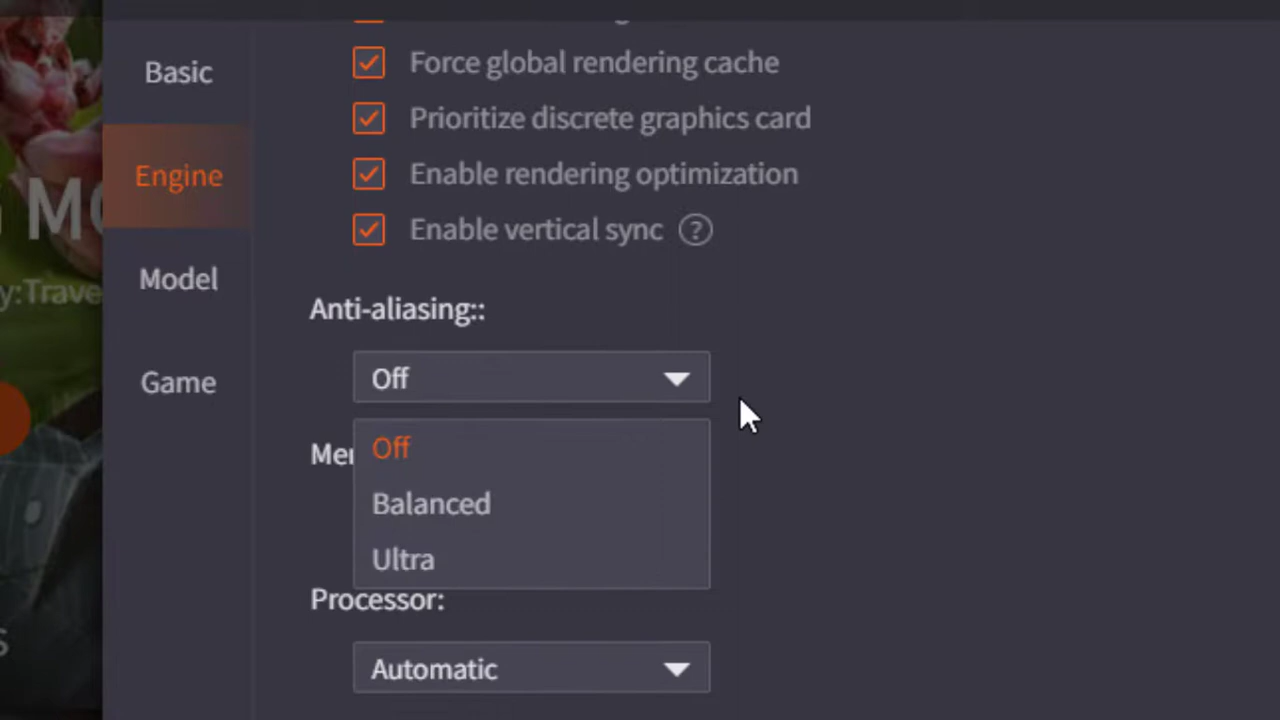 Force global rendering cache
Basic
Prioritize discrete graphics card
Engine
Enable rendering optimization
Enable vertical sync ?
Model
Anti-aliasing::
Game
Off
Off
Balanced
Ultra
Processor:
Automatic